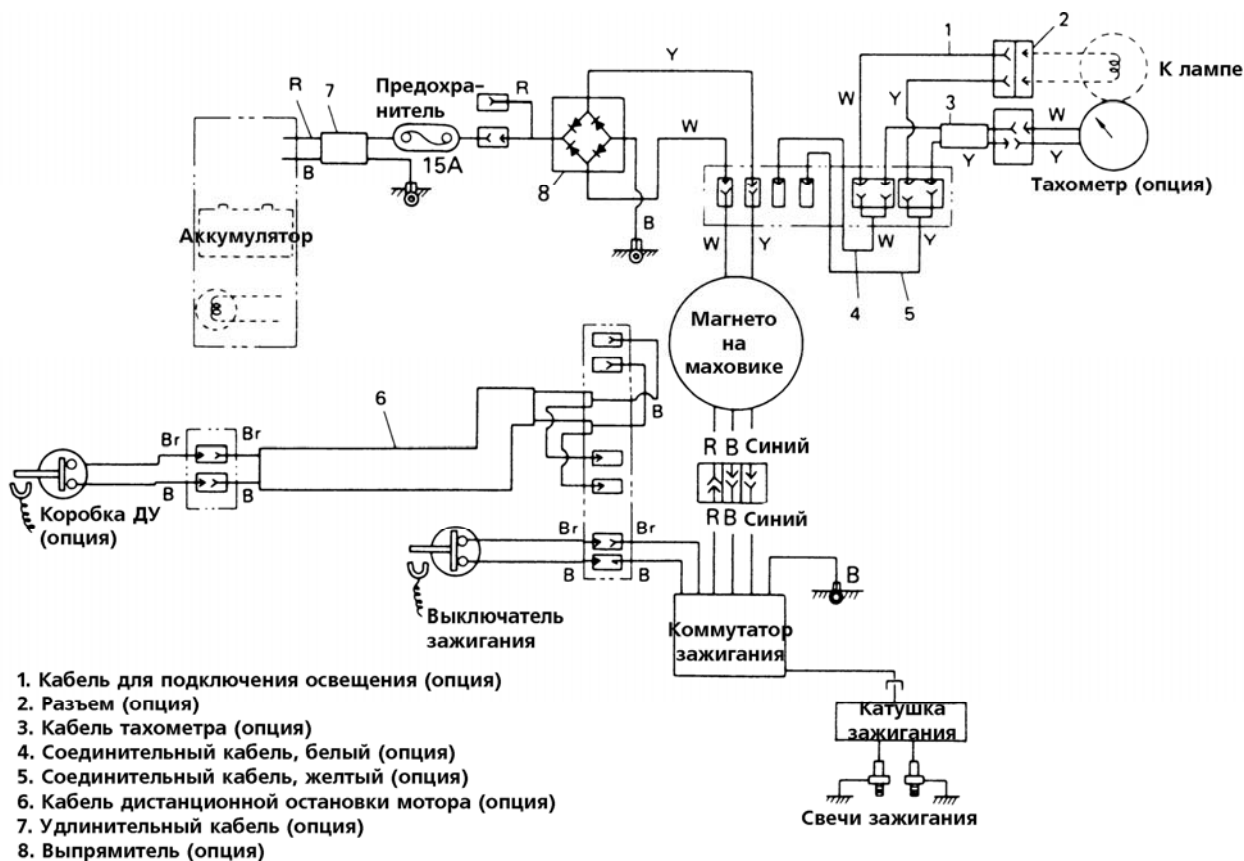 1
2
К лампе
Y
W
Y
3
W
Y
Y
Тахометр (опция)
R
7
Предохра-
нитель
R
15А
B
8
Y
W
B
W
Y
W
Y
4
5
Аккумулятор
Магнето
на
маховике
6
B
R B Синий
R B Синий
Br
Br
B
B
Коробка ДУ
(опция)
Br
Br
B
B
Выключатель
зажигания
B
Коммутатор
зажигания
Катушка
зажигания
Свечи зажигания
1. Кабель для подключения освещения (опция)
2. Разъем (опция)
3. Кабель тахометра (опция)
4. Соединительный кабель, белый (опция)
5. Соединительный кабель, желтый (опция)
6. Кабель дистанционной остановки мотора (опция)
7. Удлинительный кабель (опция)
8. Выпрямитель (опция)